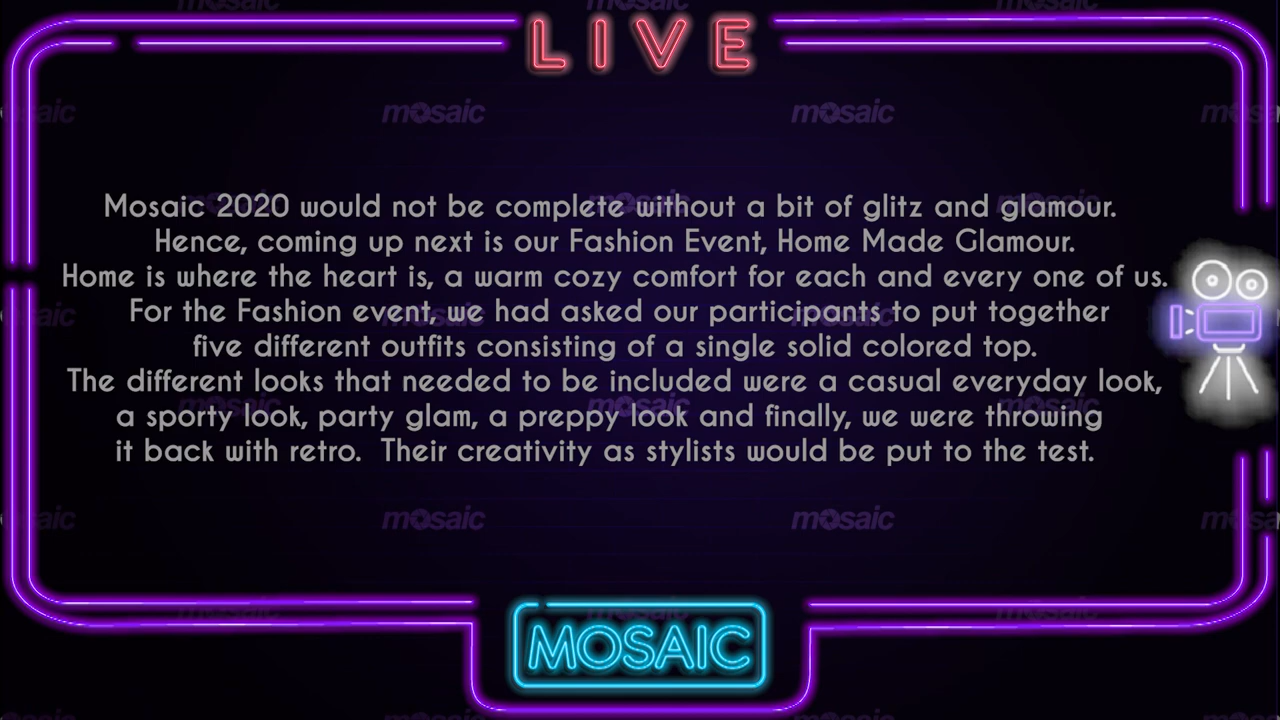 LIVE
Mosaic 2020 would not be complete without a bit of glitz and glamour.
Hence, coming up next is our Fashion Event, Home Made Glamour.
Home is where the heart is, a warm cozy comfort for each and every one of us.
For the Fashion event, we had asked our participants to put together
five different outfits consisting of a single solid colored top.
The different looks that needed to be included were a casual everyday look,
a sporty look, party glam, a preppy look and finally, we were throwing
it back with retro.  Their creativity as stylists would be put to the test.
MOSAIC